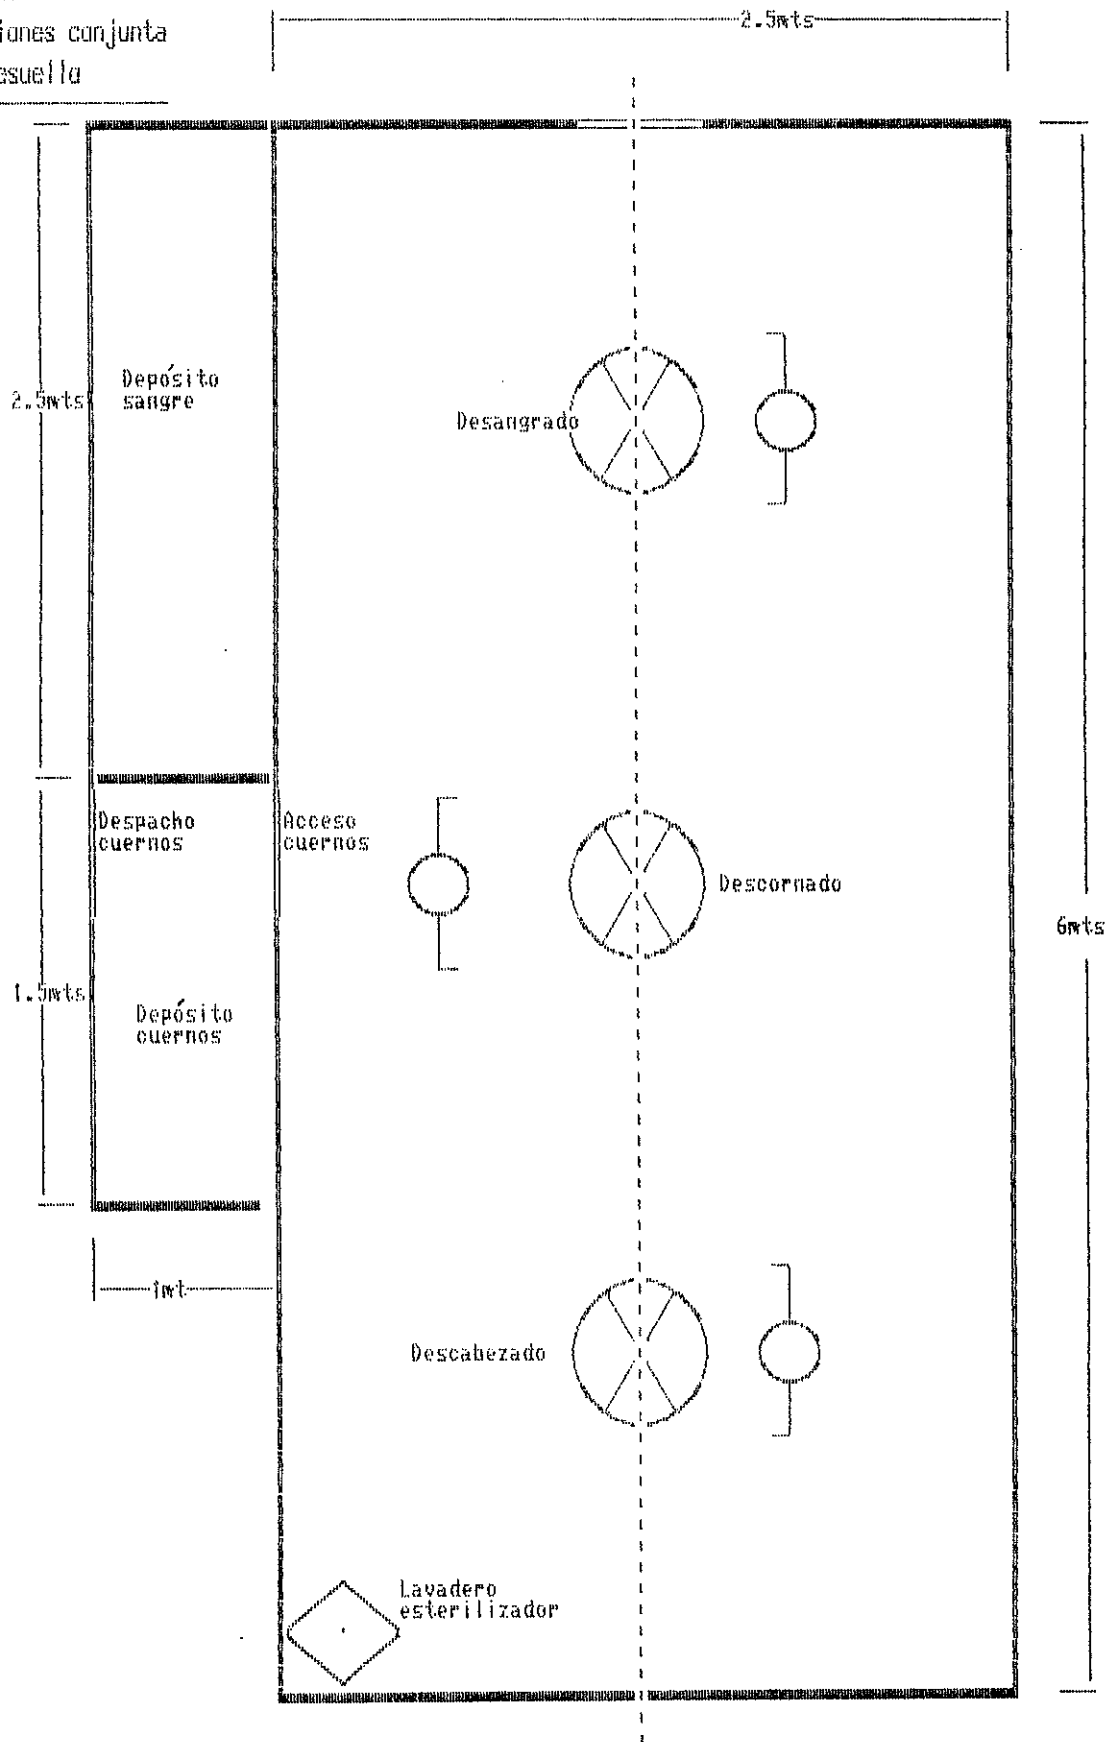 iones conjunta
2.5mts
Depósito
sangre
2.5mts
Desangrado
Despacho
cuernos
Acceso
cuernos
Descornado
6mts
1.5mts
Depósito
cuernos
1mt
Descabezado
Lavadero
esterilizador